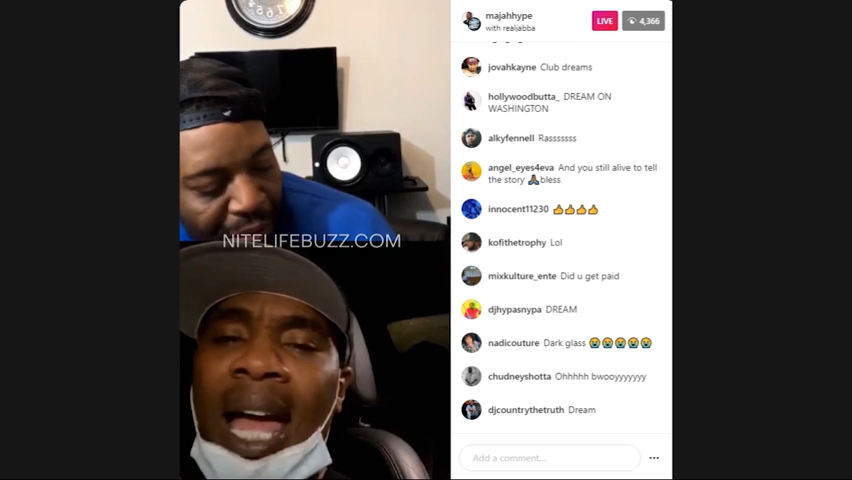 majahhype
LIVE
4,366
with realjabba
jovahkayne Club dreams
hollywoodbutta_ DREAM ON
WASHINGTON
alkyfennell Rasssssss
angel_eyes4eva And you still alive to tell
the story 🙏🏾bless
innocent11230 👍👍👍👍
kofithetrophy Lol
mixkulture_ente Did u get paid
djhypasnypa DREAM
nadicouture Dark glass 😭😭😭😭😭
chudneyshotta Ohhhhh bwooyyyyyyy
djcountrythetruth Dream
Add a comment...
NITELIFEBUZZ.COM